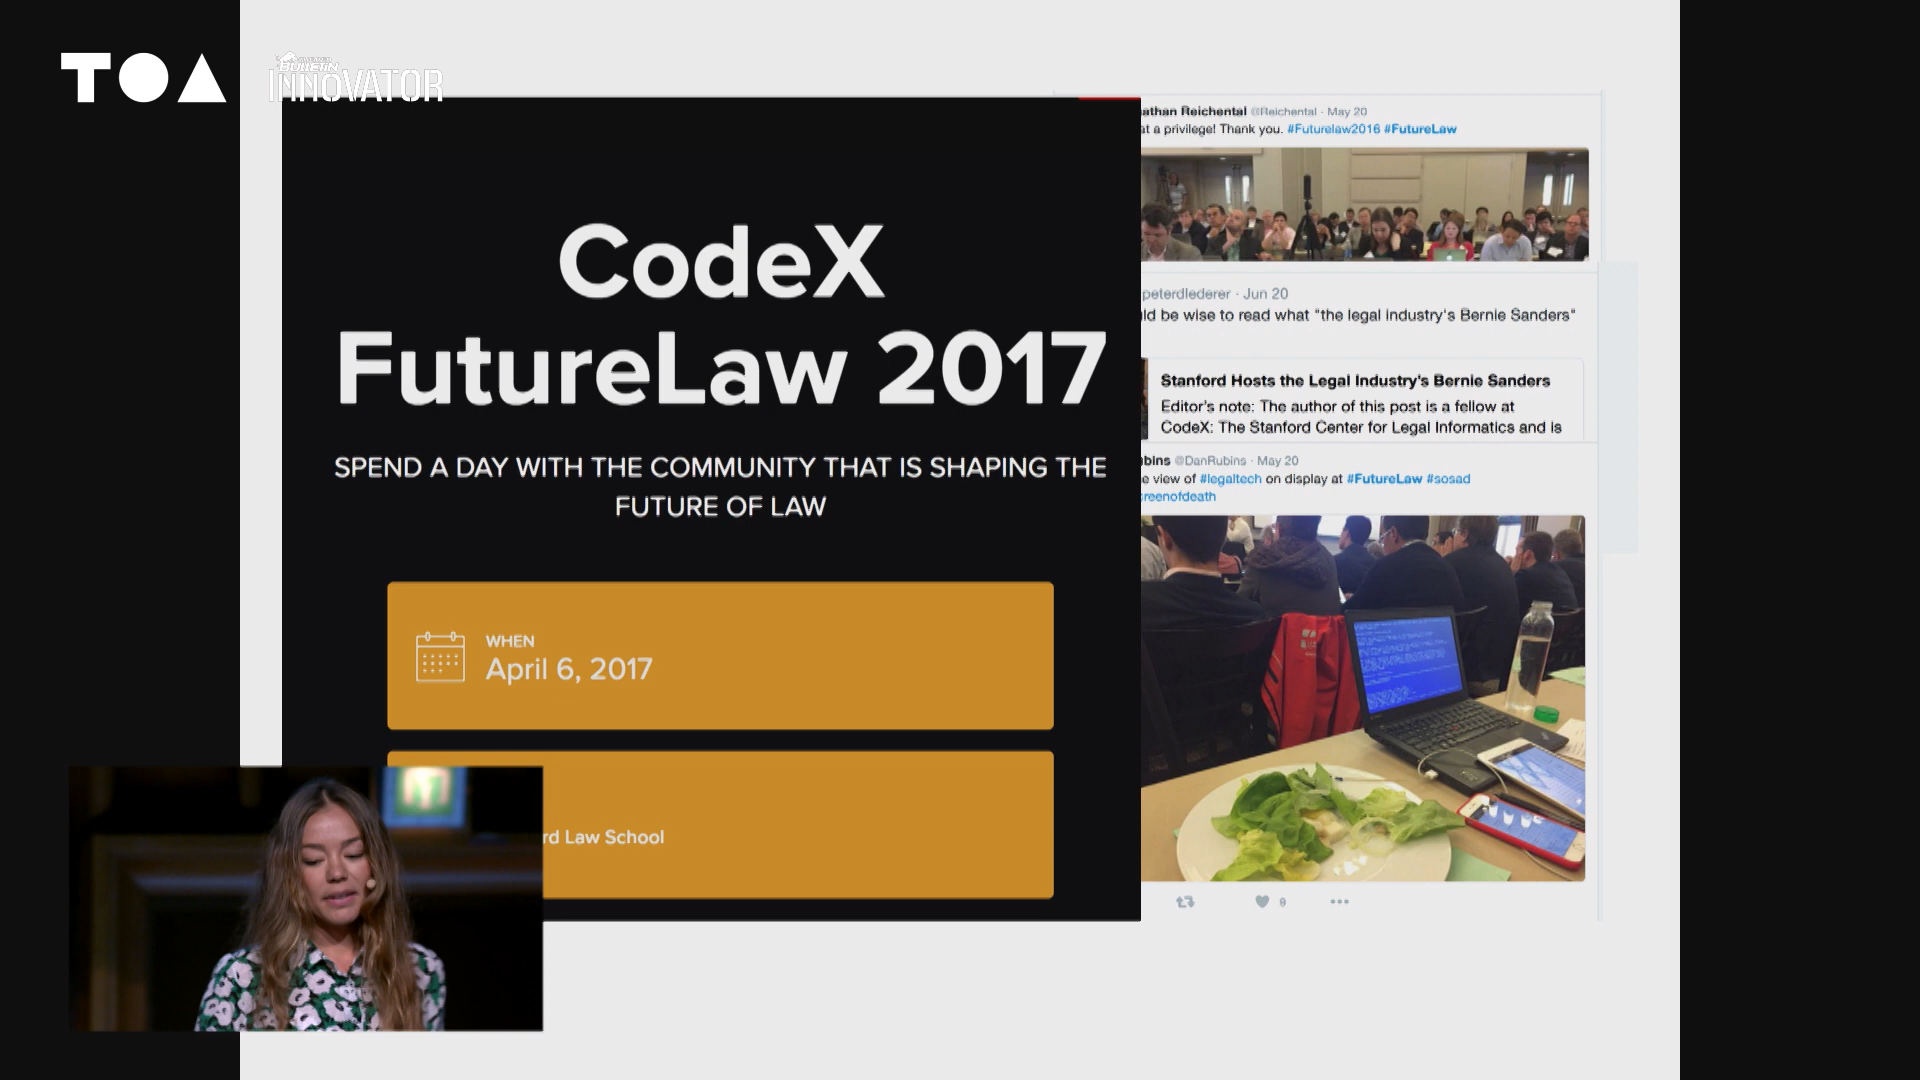 TOA
BULLETIN
INNOVATOR
CodeX
FutureLaw 2017
SPEND A DAY WITH THE COMMUNITY THAT IS SHAPING THE
FUTURE OF LAW
WHEN
April 6, 2017
rd Law School
athan Reichental @Reichental · May 20
at a privilege! Thank you. #Futurelaw2016 #FutureLaw
peterdlederer · Jun 20
ld be wise to read what "the legal industry's Bernie Sanders"
Stanford Hosts the Legal Industry's Bernie Sanders
Editor's note: The author of this post is a fellow at
CodeX: The Stanford Center for Legal Informatics and is
bins @DanRubins · May 20
e view of #legaltech on display at #FutureLaw #sosad
reenofdeath
9